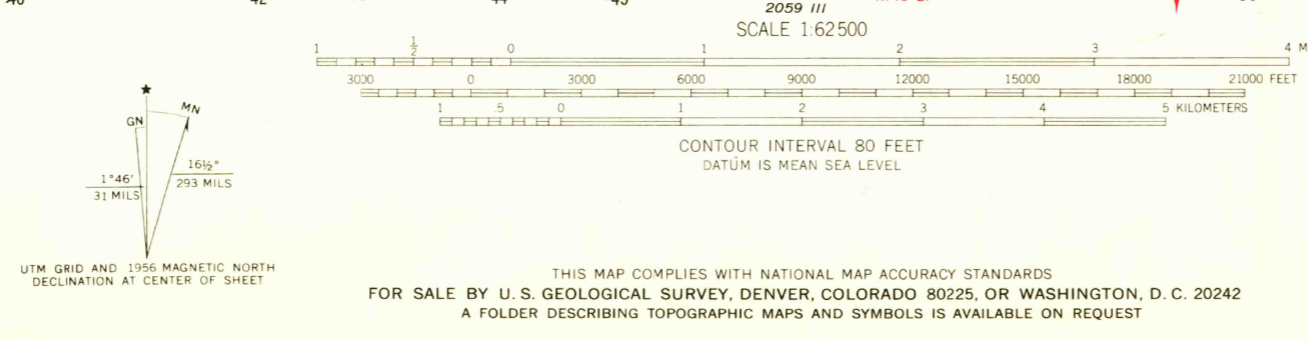 2059 III
SCALE 1:62500
1 ½ 0 1 2 3 4 M
3000 0 3000 6000 9000 12000 15000 18000 21000 FEET
1 .5 0 1 2 3 4 5 KILOMETERS
CONTOUR INTERVAL 80 FEET
DATUM IS MEAN SEA LEVEL
★
MN
GN
16½°
293 MILS
1°46'
31 MILS
UTM GRID AND 1956 MAGNETIC NORTH
DECLINATION AT CENTER OF SHEET
THIS MAP COMPLIES WITH NATIONAL MAP ACCURACY STANDARDS
FOR SALE BY U. S. GEOLOGICAL SURVEY, DENVER, COLORADO 80225, OR WASHINGTON, D. C. 20242
A FOLDER DESCRIBING TOPOGRAPHIC MAPS AND SYMBOLS IS AVAILABLE ON REQUEST